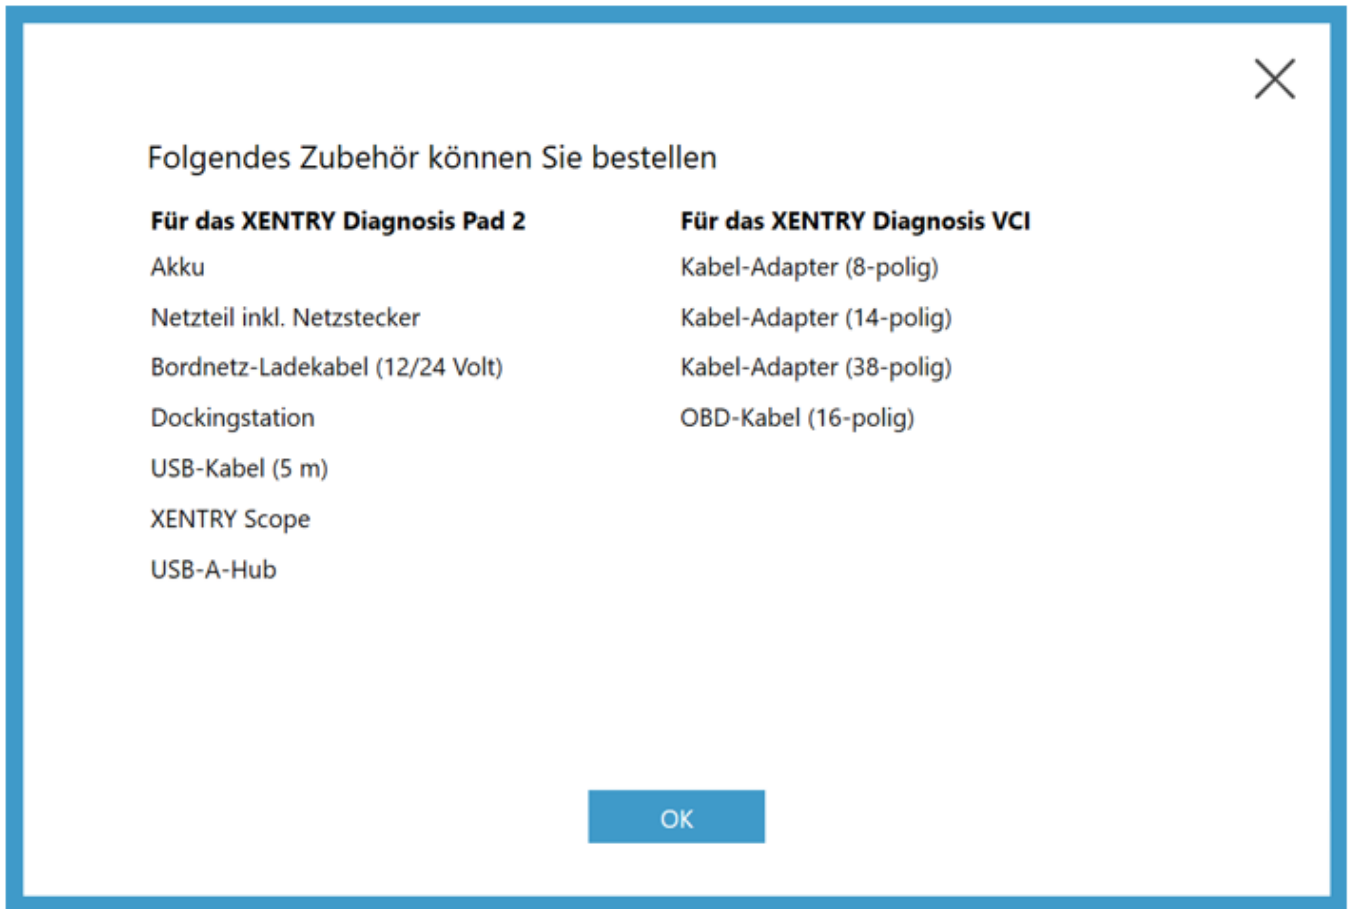 Folgendes Zubehör können Sie bestellen
Für das XENTRY Diagnosis Pad 2
Akku
Netzteil inkl. Netzstecker
Bordnetz-Ladekabel (12/24 Volt)
Dockingstation
USB-Kabel (5 m)
XENTRY Scope
USB-A-Hub
Für das XENTRY Diagnosis VCI
Kabel-Adapter (8-polig)
Kabel-Adapter (14-polig)
Kabel-Adapter (38-polig)
OBD-Kabel (16-polig)
OK